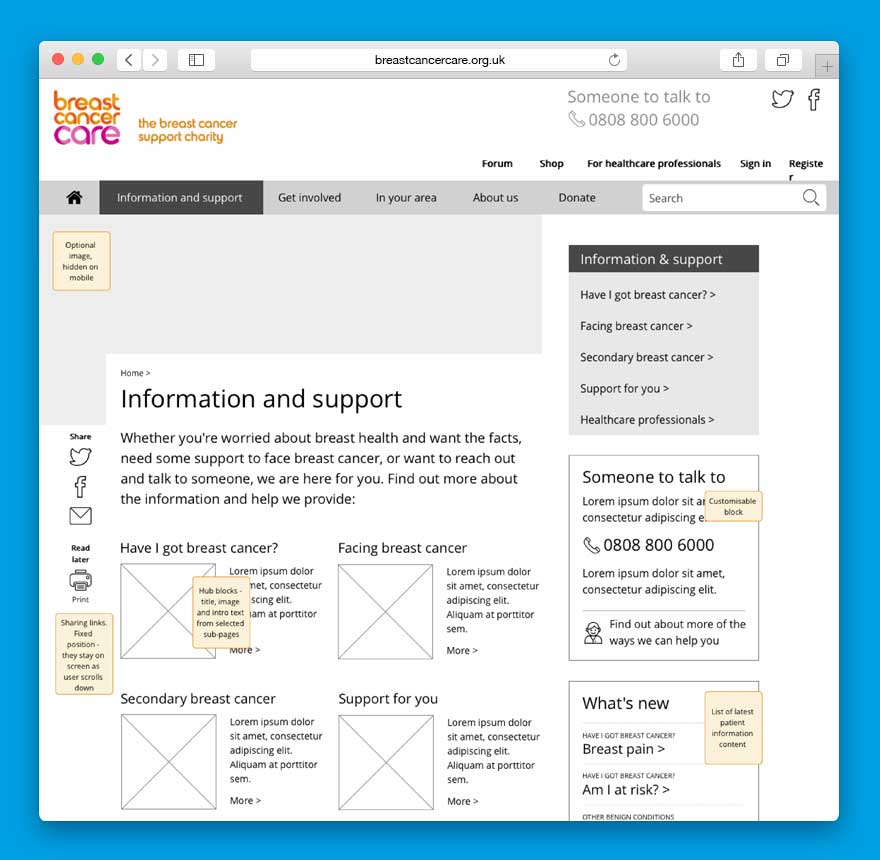 breastcancercare.org.uk
breast
cancer
care
the breast cancer
support charity
Someone to talk to
0808 800 6000
Forum
Shop
For healthcare professionals
Sign in
Registe
r
Information and support
Get involved
In your area
About us
Donate
Search
Optional
image,
hidden on
mobile
Home >
Information and support
Whether you're worried about breast health and want the facts,
need some support to face breast cancer, or want to reach out
and talk to someone, we are here for you. Find out more about
the information and help we provide:
Share
Read
later
Print
Sharing links.
Fixed
position -
they stay on
screen as
user scrolls
down
Have I got breast cancer?
Lorem ipsum dolor
met, consectetur
scing elit.
am at porttitor
More >
Hub blocks -
title, image
and intro text
from selected
sub-pages
Facing breast cancer
Lorem ipsum dolor
sit amet, consectetur
adipiscing elit.
Aliquam at porttitor
sem.
More >
Secondary breast cancer
Lorem ipsum dolor
sit amet, consectetur
adipiscing elit.
Aliquam at porttitor
sem.
More >
Support for you
Lorem ipsum dolor
sit amet, consectetur
adipiscing elit.
Aliquam at porttitor
sem.
More >
Information & support
Have I got breast cancer? >
Facing breast cancer >
Secondary breast cancer >
Support for you >
Healthcare professionals >
Someone to talk to
Lorem ipsum dolor sit
consectetur adipiscing
Customisable
block
0808 800 6000
Lorem ipsum dolor sit amet,
consectetur adipiscing elit.
Find out about more of the
ways we can help you
What's new
List of latest
patient
information
content
HAVE I GOT BREAST CANCER?
Breast pain >
HAVE I GOT BREAST CANCER?
Am I at risk? >
OTHER BENIGN CONDITIONS